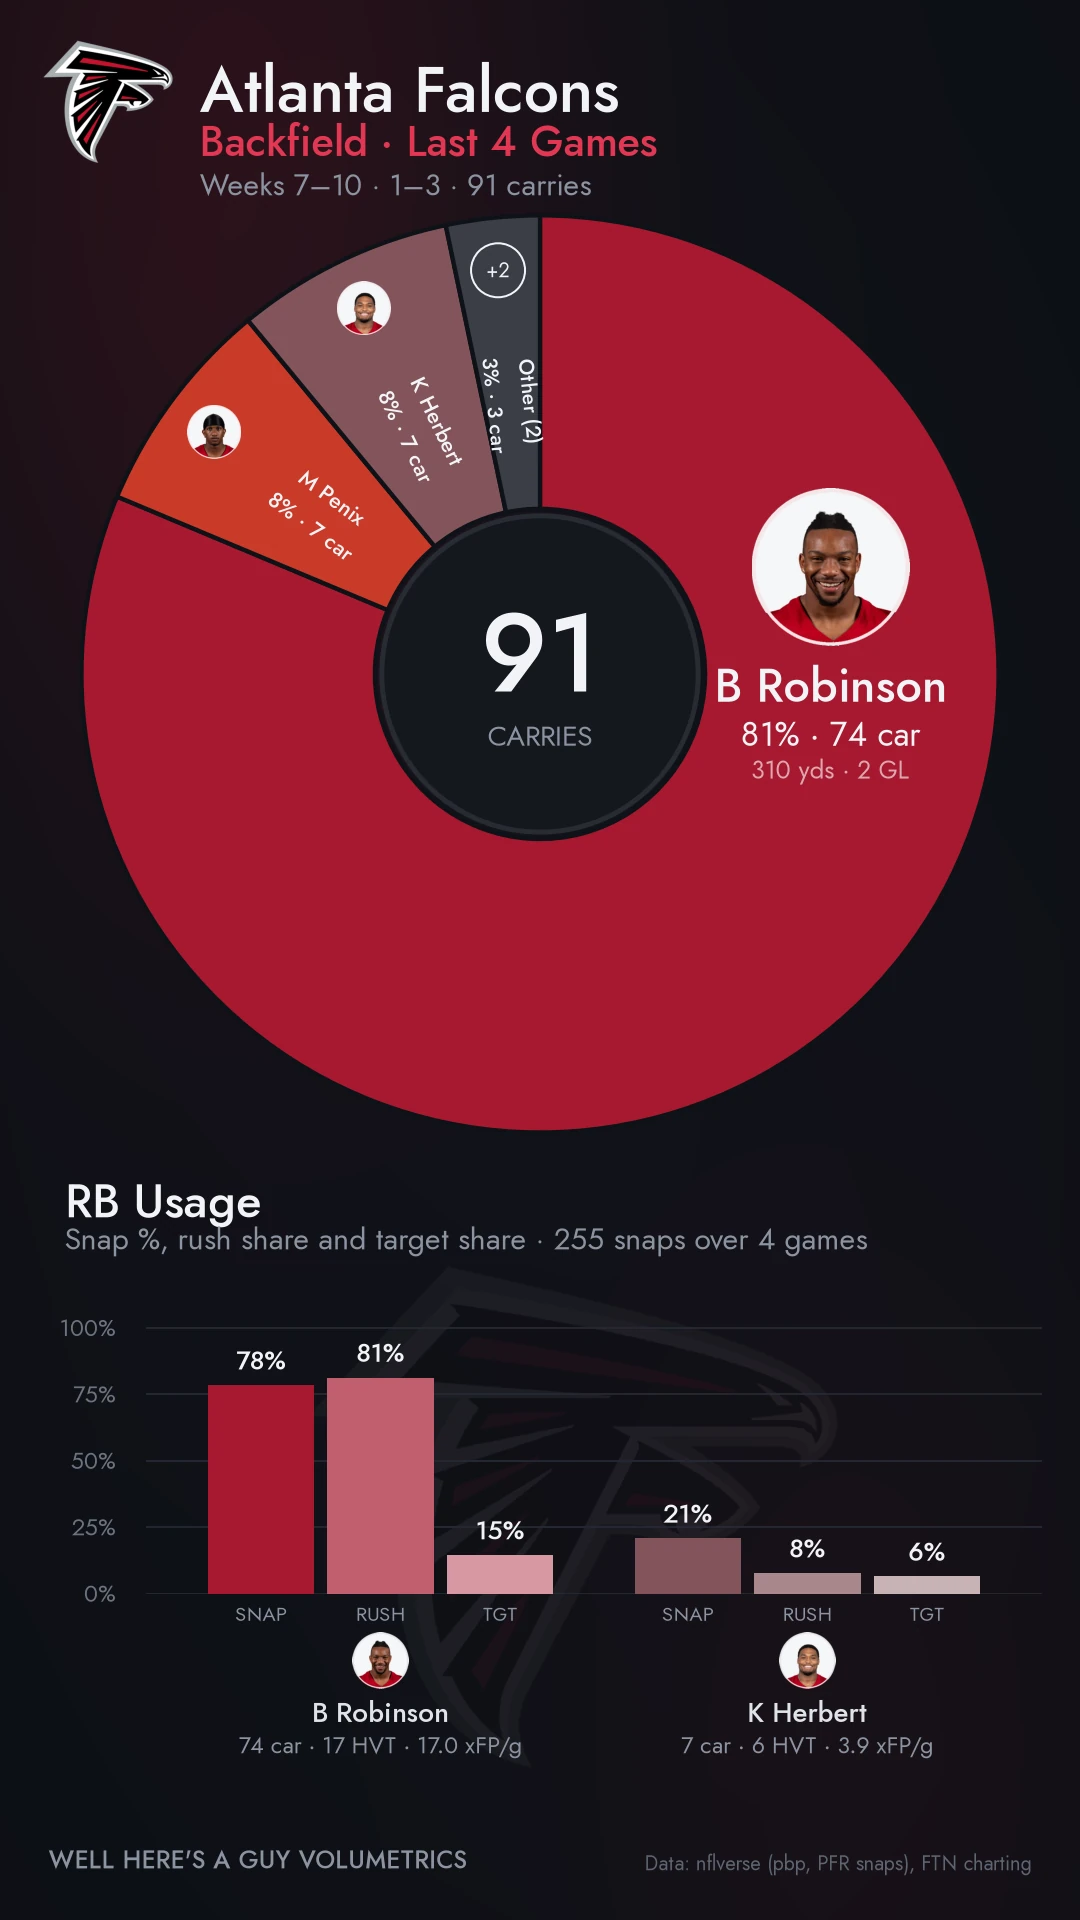 Atlanta Falcons
Backfield · Last 4 Games
Weeks 7–10 · 1–3 · 91 carries
+2
Other (2)
3% · 3 car
K Herbert
8% · 7 car
M Penix
8% · 7 car
91
CARRIES
B Robinson
81% · 74 car
310 yds · 2 GL
RB Usage
Snap %, rush share and target share · 255 snaps over 4 games
100%
75%
50%
25%
0%
78%
81%
15%
21%
8%
6%
SNAP
RUSH
TGT
SNAP
RUSH
TGT
B Robinson
74 car · 17 HVT · 17.0 xFP/g
K Herbert
7 car · 6 HVT · 3.9 xFP/g
WELL HERE'S A GUY VOLUMETRICS
Data: nflverse (pbp, PFR snaps), FTN charting